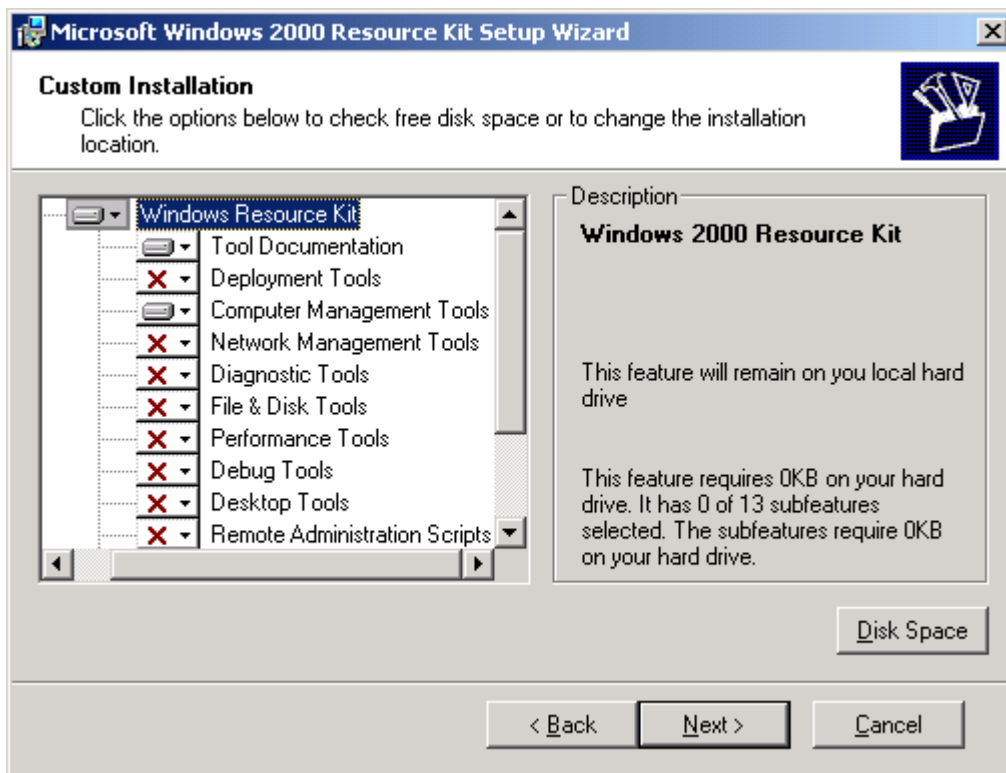 Microsoft Windows 2000 Resource Kit Setup Wizard
Custom Installation
Click the options below to check free disk space or to change the installation
location.
Windows Resource Kit
Tool Documentation
Deployment Tools
Computer Management Tools
Network Management Tools
Diagnostic Tools
File & Disk Tools
Performance Tools
Debug Tools
Desktop Tools
Remote Administration Scripts
Description
Windows 2000 Resource Kit
This feature will remain on you local hard
drive
This feature requires 0KB on your hard
drive. It has 0 of 13 subfeatures
selected. The subfeatures require 0KB
on your hard drive.
Disk Space
< Back
Next >
Cancel